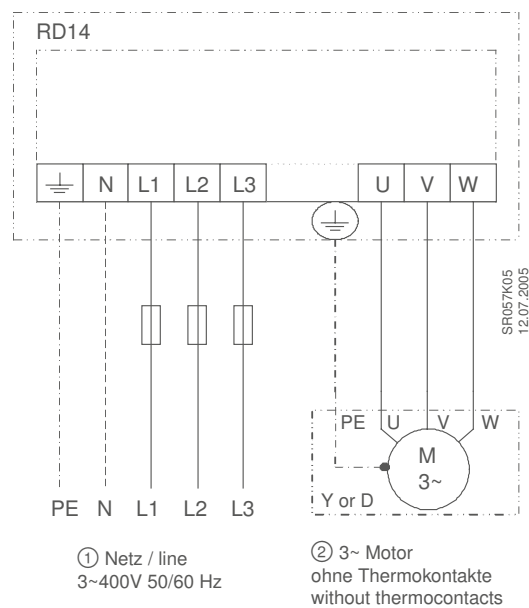 RD14
N L1 L2 L3 U V W
SR057K05
12.07.2005
PE U V W
M
3~
Y or D
PE N L1 L2 L3
① Netz / line
3~400V 50/60 Hz
② 3~ Motor
ohne Thermokontakte
without thermocontacts